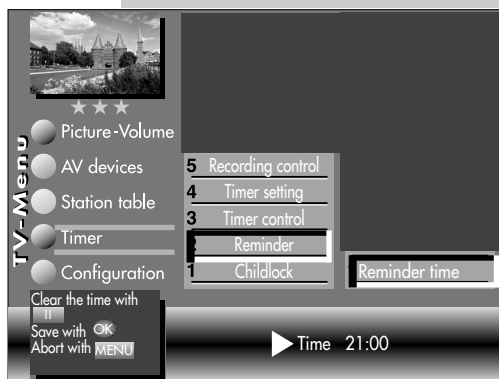 TV-Menu
Picture-Volume
AV devices
Station table
Timer
Configuration
5 Recording control
4 Timer setting
3 Timer control
2 Reminder
1 Childlock
Reminder time
Clear the time with
II
Save with OK
Abort with MENU
Time 21:00